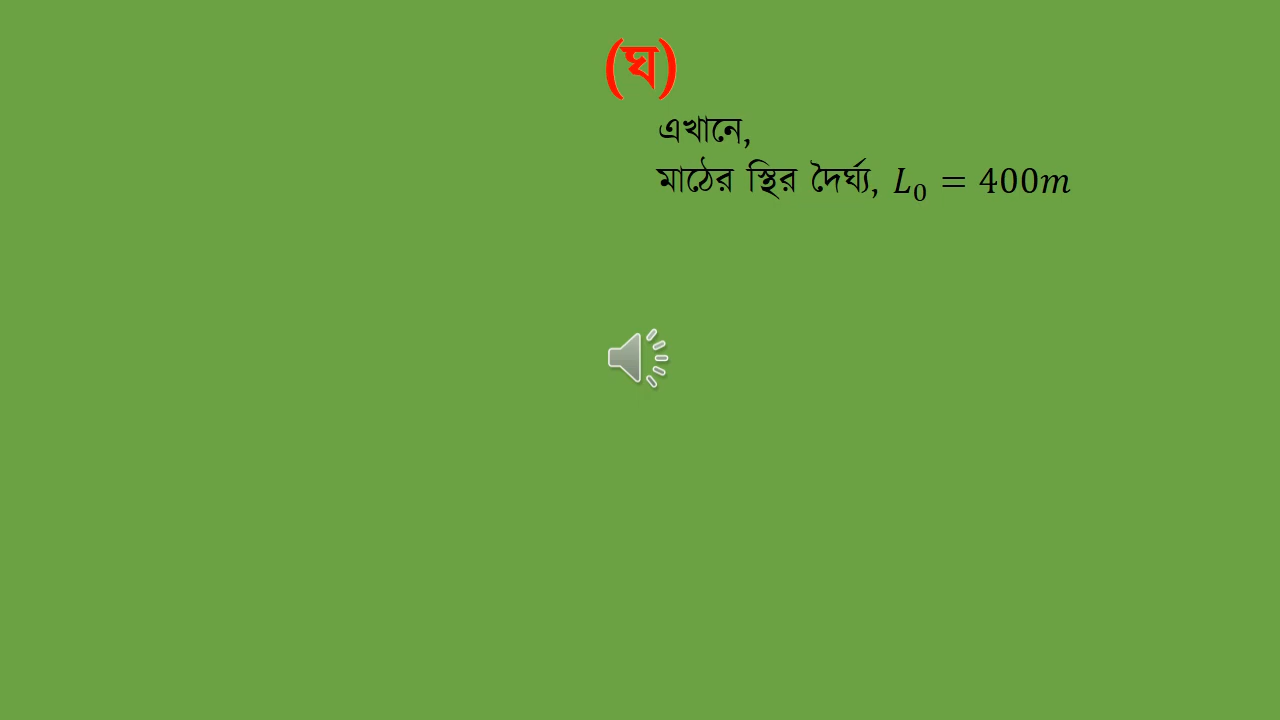 (ঘ)
এখানে,
মাঠের স্থির দৈর্ঘ্য, L₀ = 400m